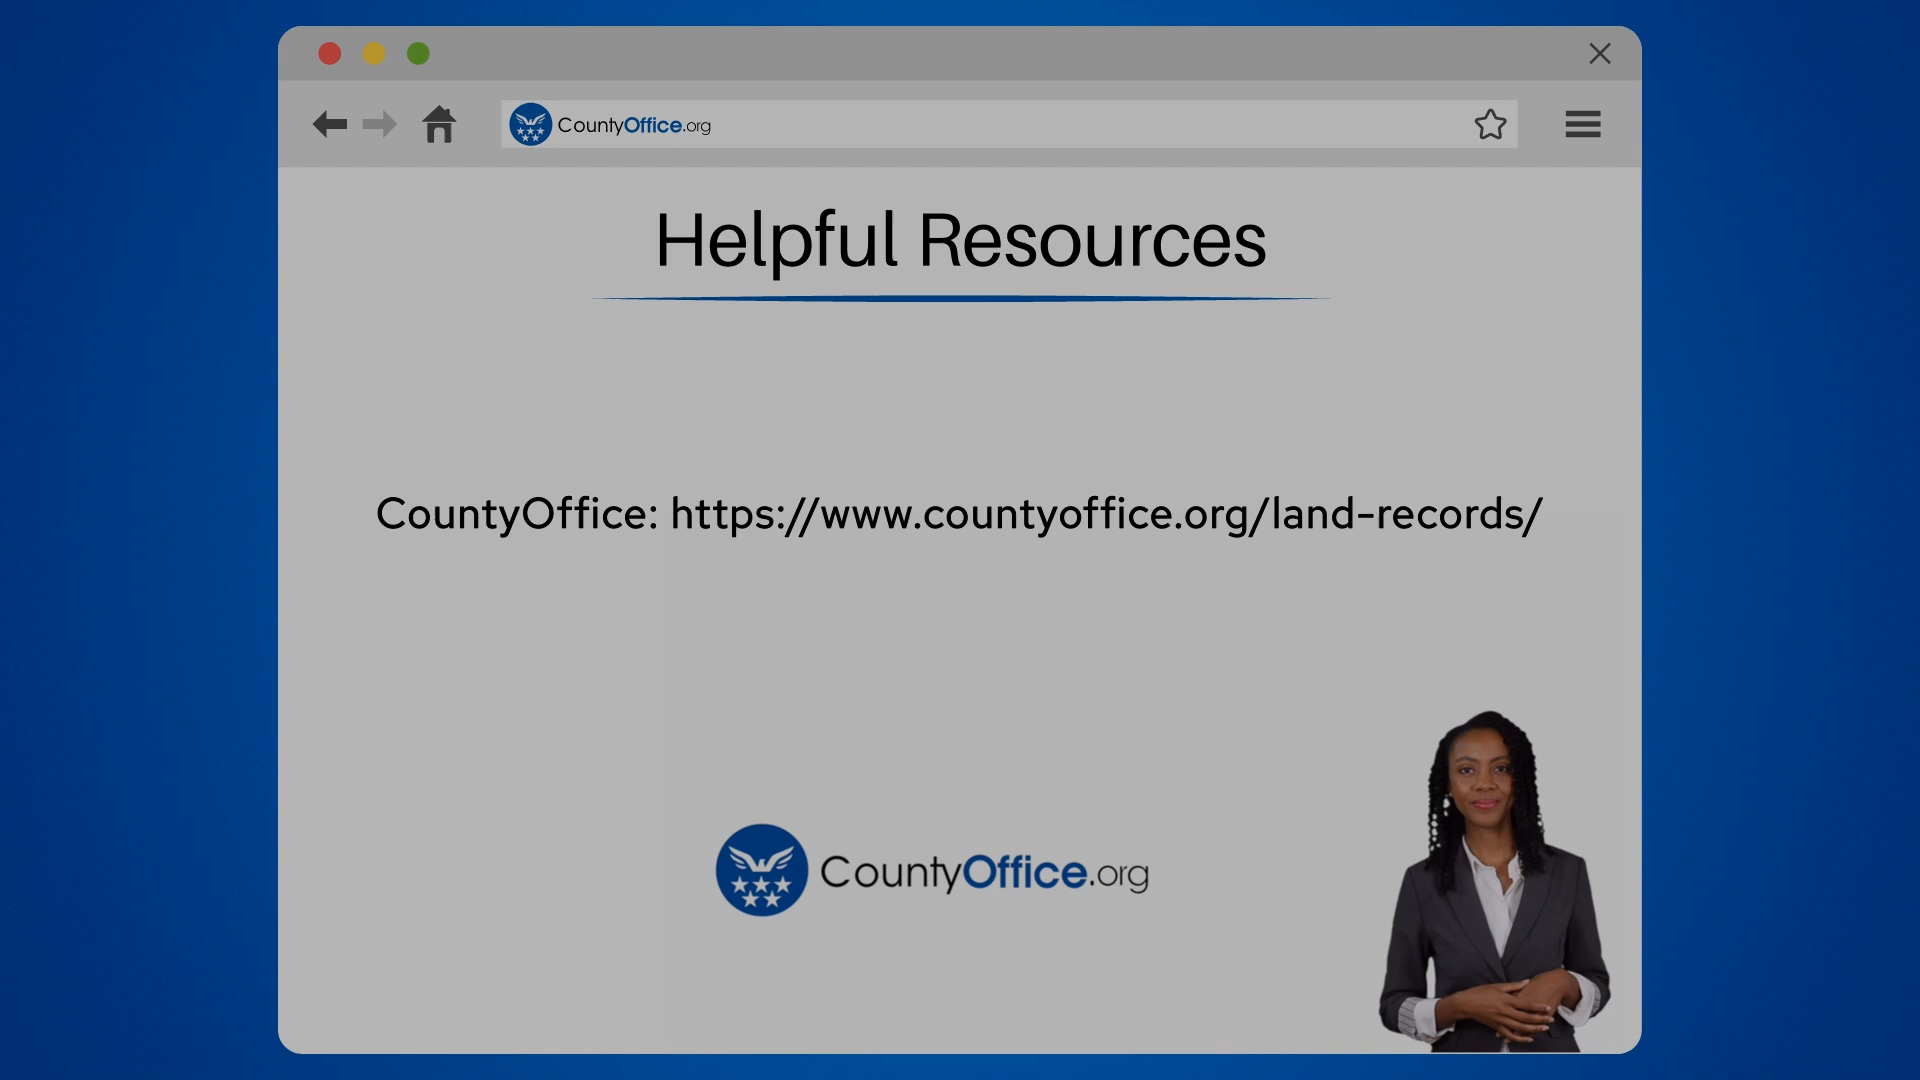 CountyOffice.org
Helpful Resources
CountyOffice: https://www.countyoffice.org/land-records/
CountyOffice.org